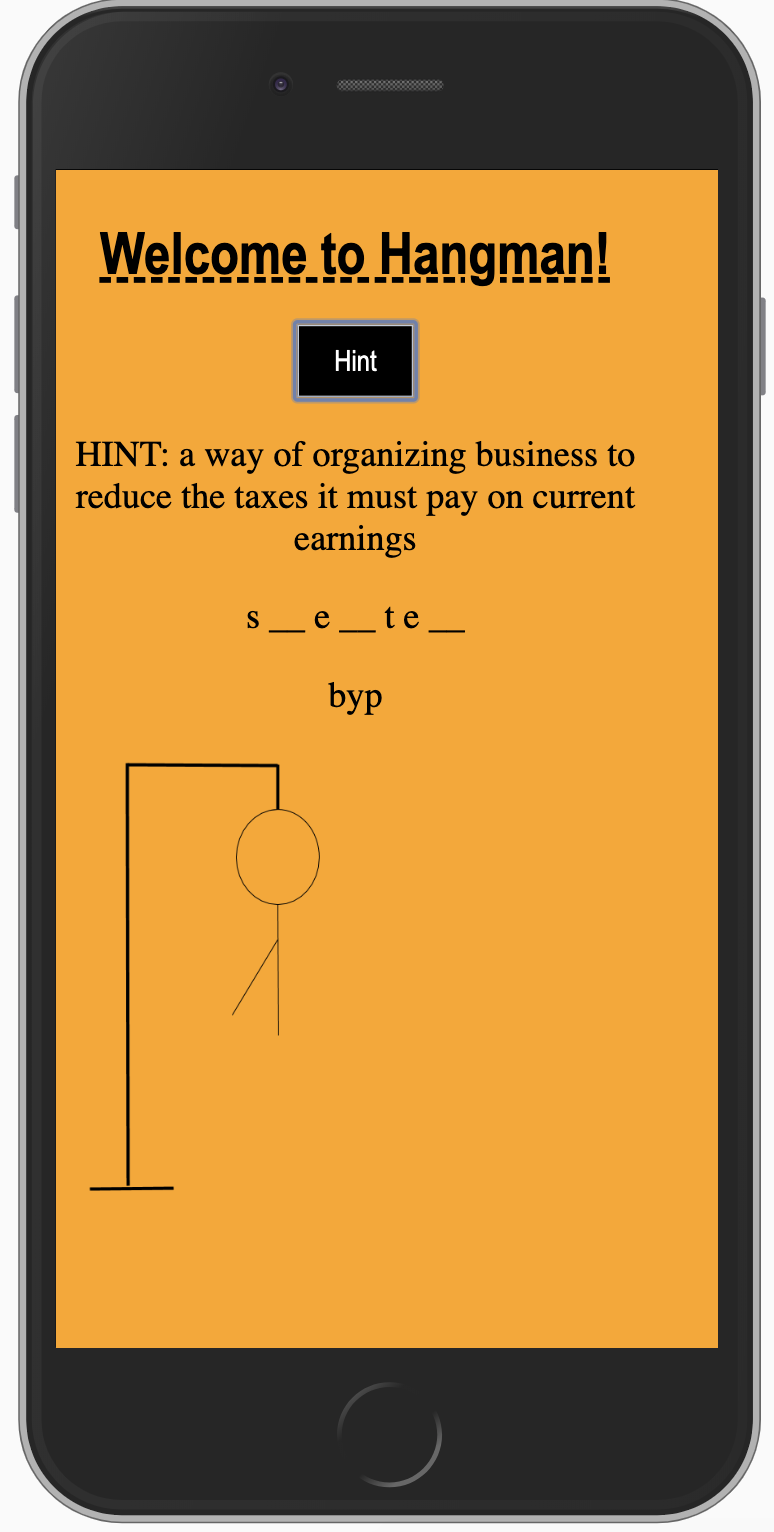 Welcome to Hangman!
Hint
HINT: a way of organizing business to
reduce the taxes it must pay on current
earnings
s __ e __ t e __
byp